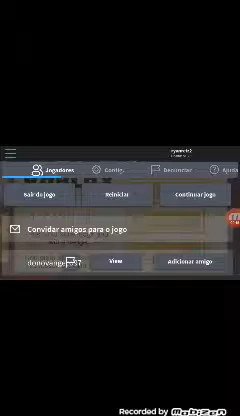 Jogadores Config. Denunciar Ajuda
Sair do jogo Reiniciar Continuar jogo
Convidar amigos para o jogo
View Adicionar amigo
Recorded by Mobizen